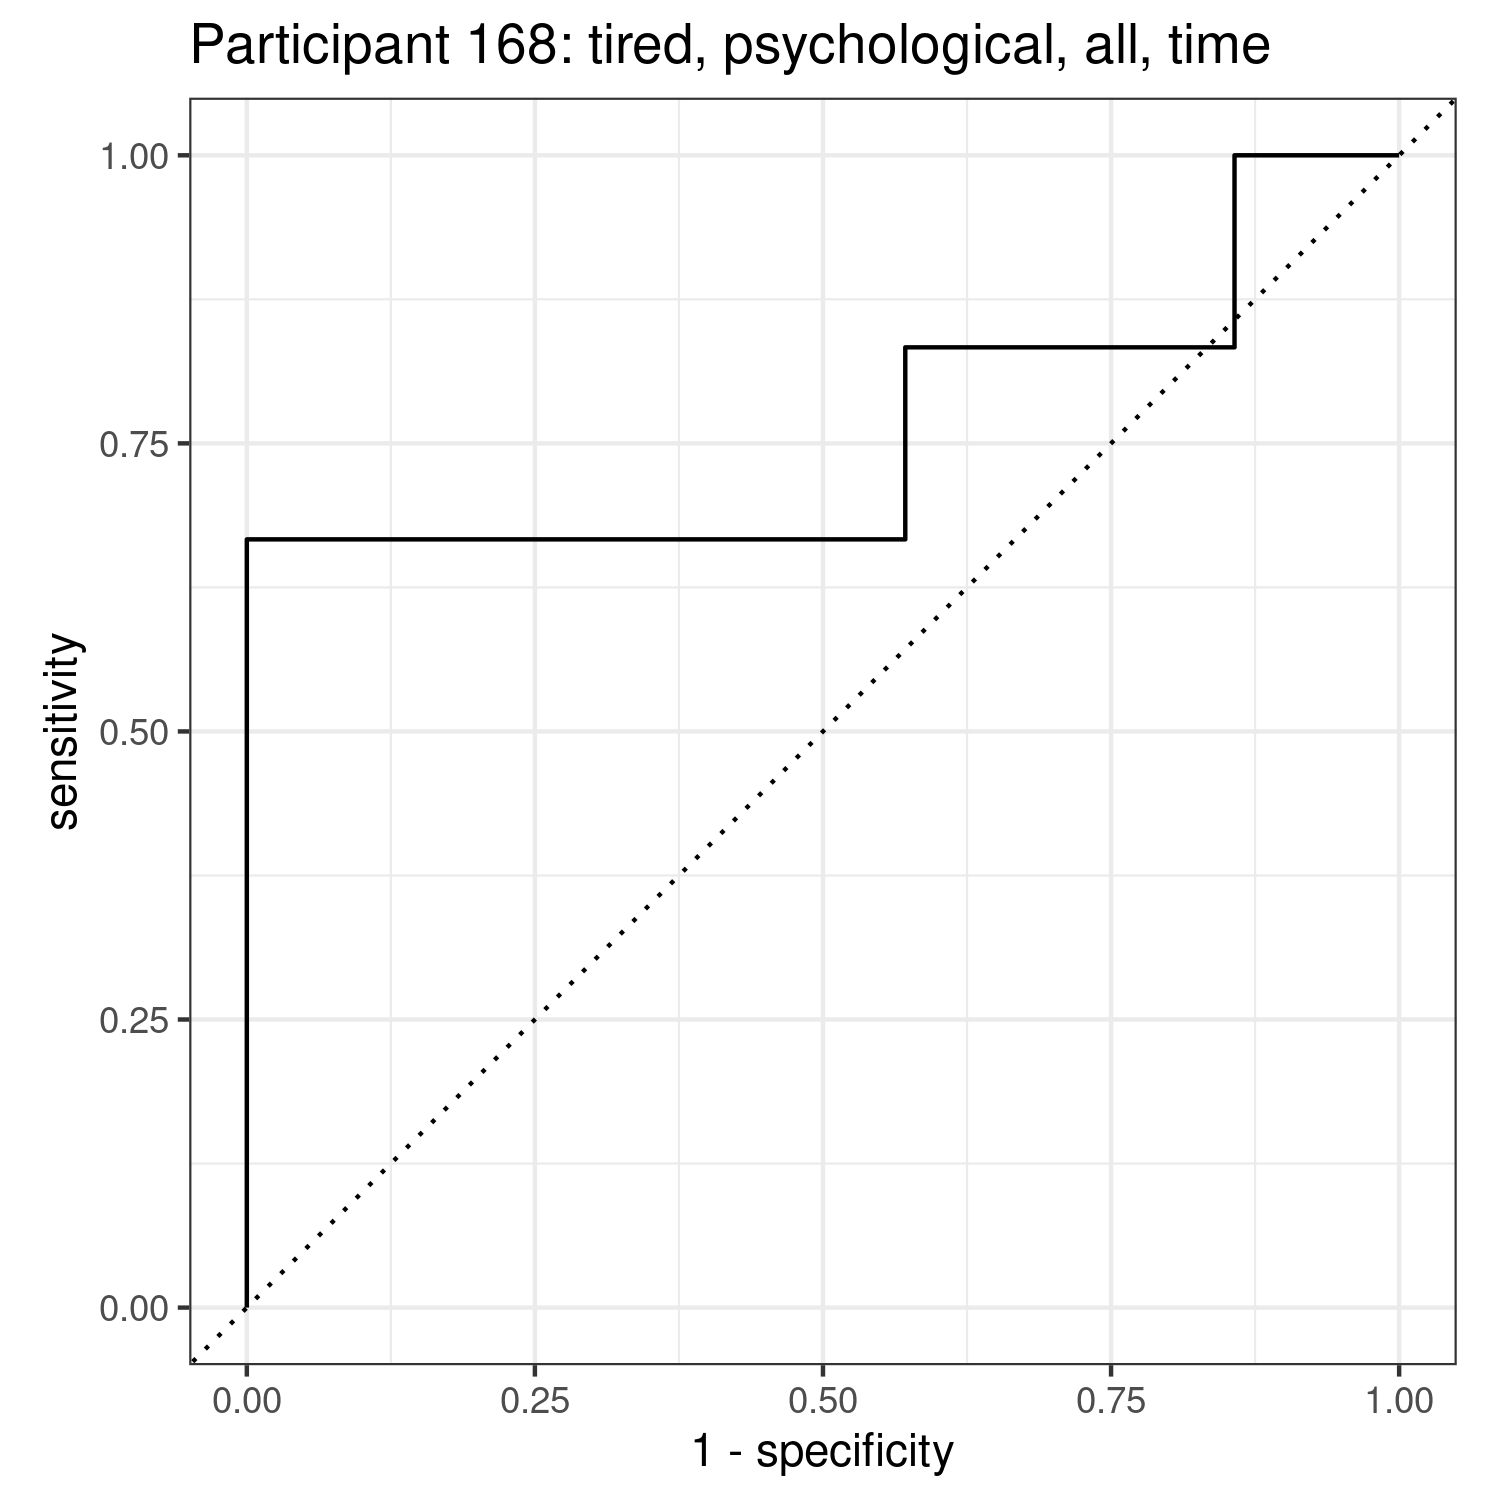 Participant 168: tired, psychological, all, time
1.00
0.75
0.50
0.25
0.00
sensitivity
0.00 0.25 0.50 0.75 1.00
1 - specificity